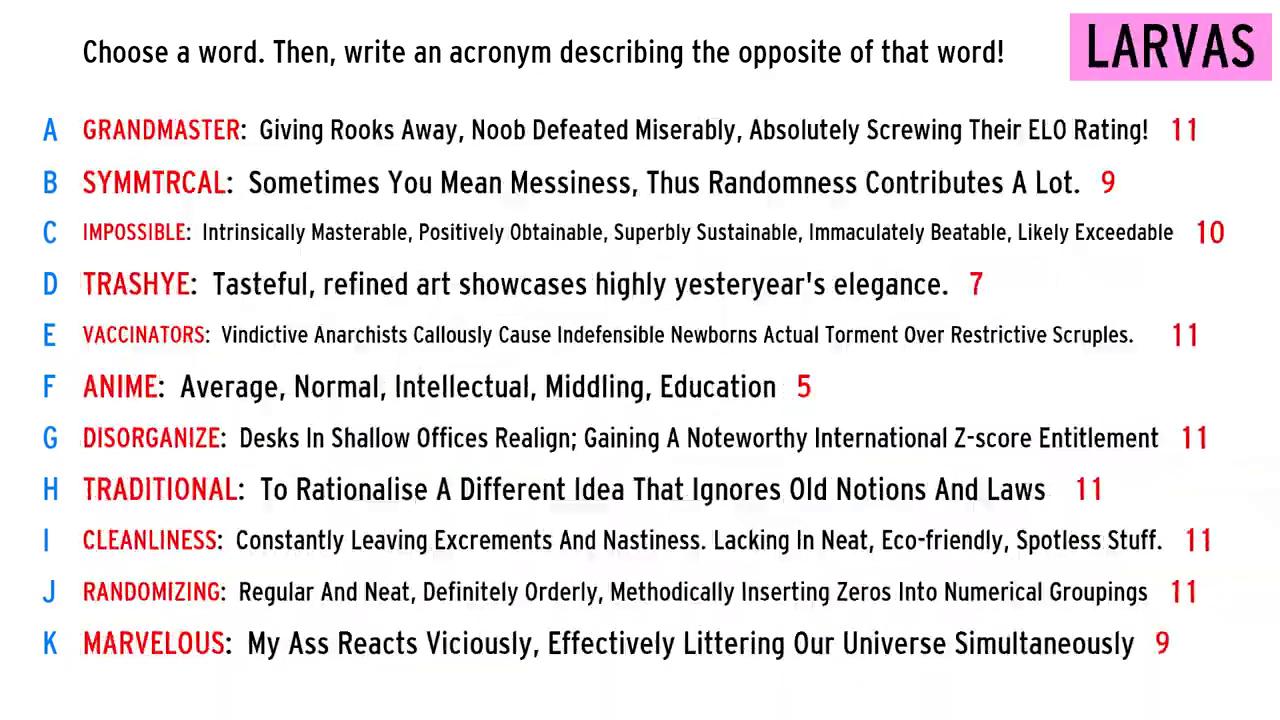 Choose a word. Then, write an acronym describing the opposite of that word!
LARVAS
A GRANDMASTER: Giving Rooks Away, Noob Defeated Miserably, Absolutely Screwing Their ELO Rating! 11
B SYMMTRCAL: Sometimes You Mean Messiness, Thus Randomness Contributes A Lot. 9
C IMPOSSIBLE: Intrinsically Masterable, Positively Obtainable, Superbly Sustainable, Immaculately Beatable, Likely Exceedable 10
D TRASHYE: Tasteful, refined art showcases highly yesteryear's elegance. 7
E VACCINATORS: Vindictive Anarchists Callously Cause Indefensible Newborns Actual Torment Over Restrictive Scruples. 11
F ANIME: Average, Normal, Intellectual, Middling, Education 5
G DISORGANIZE: Desks In Shallow Offices Realign; Gaining A Noteworthy International Z-score Entitlement 11
H TRADITIONAL: To Rationalise A Different Idea That Ignores Old Notions And Laws 11
I CLEANLINESS: Constantly Leaving Excrements And Nastiness. Lacking In Neat, Eco-friendly, Spotless Stuff. 11
J RANDOMIZING: Regular And Neat, Definitely Orderly, Methodically Inserting Zeros Into Numerical Groupings 11
K MARVELOUS: My Ass Reacts Viciously, Effectively Littering Our Universe Simultaneously 9